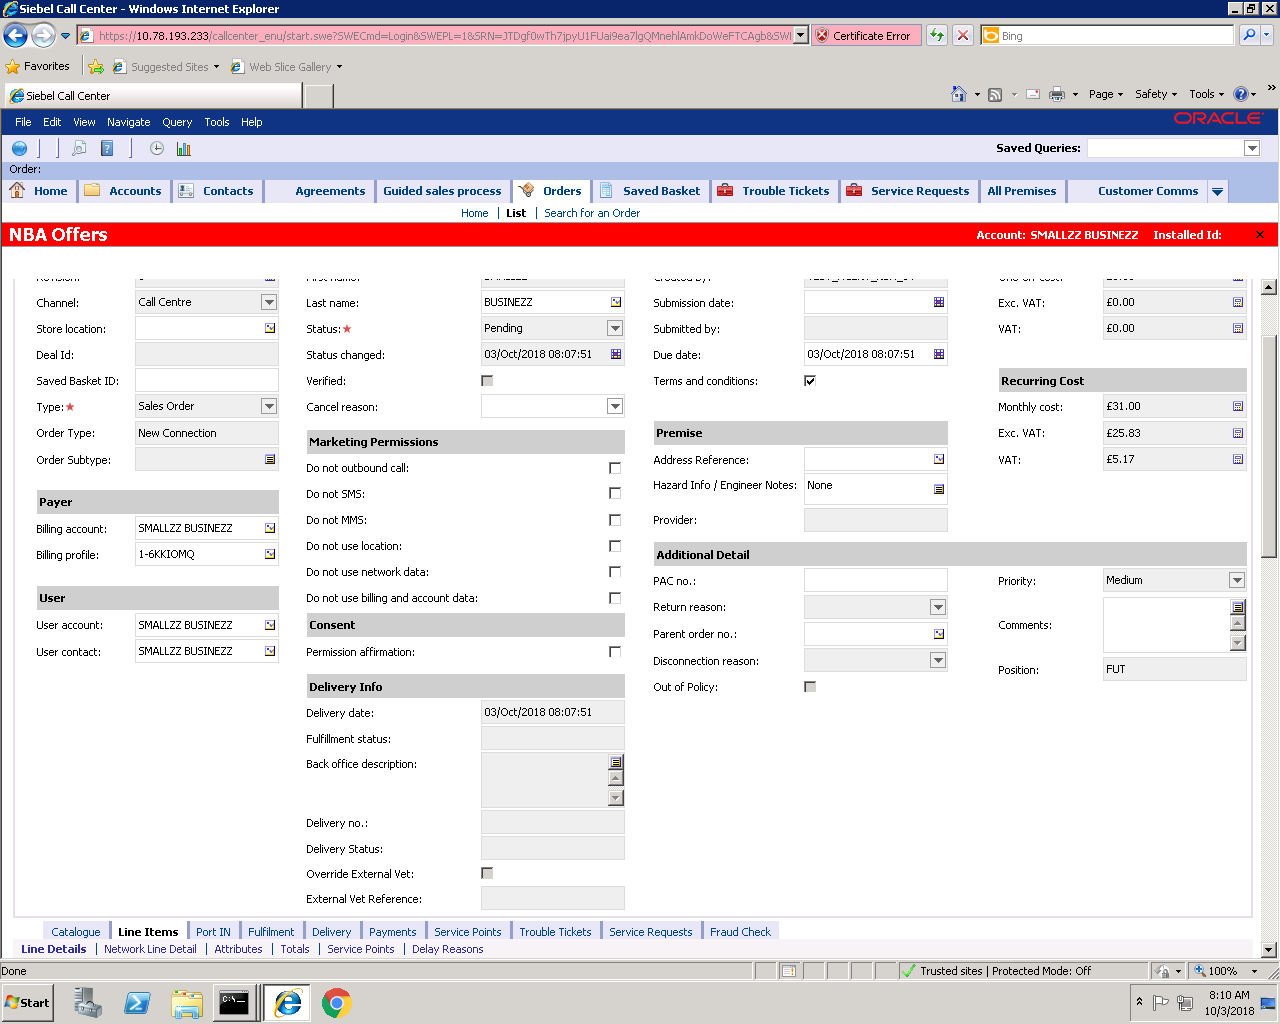 Siebel Call Center - Windows Internet Explorer
https://10.78.193.233/callcenter_enu/start.swe?SWECmd=Login&SWEPL=1&SRN= Certificate Error Bing
Favorites Suggested Sites Web Slice Gallery
Siebel Call Center Page Safety Tools
File Edit View Navigate Query Tools Help ORACLE
Saved Queries:
Order:
Home Accounts Contacts Agreements Guided sales process Orders Saved Basket Trouble Tickets Service Requests All Premises Customer Comms
Home List Search for an Order
NBA Offers Account: SMALLZZ BUSINEZZ Installed Id:
Channel: Call Centre Last name: BUSINEZZ Submission date: Exc. VAT: £0.00
Store location: Status: Pending Submitted by: VAT: £0.00
Deal Id: Status changed: 03/Oct/2018 08:07:51 Due date: 03/Oct/2018 08:07:51
Saved Basket ID: Verified: Terms and conditions: Recurring Cost
Type: Sales Order Cancel reason: Monthly cost: £31.00
Order Type: New Connection Marketing Permissions Premise Exc. VAT: £25.83
Order Subtype: Do not outbound call: Address Reference: VAT: £5.17
Payer Do not SMS: Hazard Info / Engineer Notes: None
Billing account: SMALLZZ BUSINEZZ Do not MMS: Provider:
Billing profile: 1-6KKIOMQ Do not use location: Additional Detail
Do not use network data: PAC no.: Priority: Medium
User Do not use billing and account data: Return reason:
User account: SMALLZZ BUSINEZZ Consent Parent order no.: Comments:
User contact: SMALLZZ BUSINEZZ Permission affirmation: Disconnection reason:
Delivery Info Out of Policy: Position: FUT
Delivery date: 03/Oct/2018 08:07:51
Fulfillment status:
Back office description:
Delivery no.:
Delivery Status:
Override External Vet:
External Vet Reference:
Catalogue Line Items Port IN Fulfilment Delivery Payments Service Points Trouble Tickets Service Requests Fraud Check
Line Details Network Line Detail Attributes Totals Service Points Delay Reasons
Done Trusted sites | Protected Mode: Off 100%
Start 8:10 AM
10/3/2018